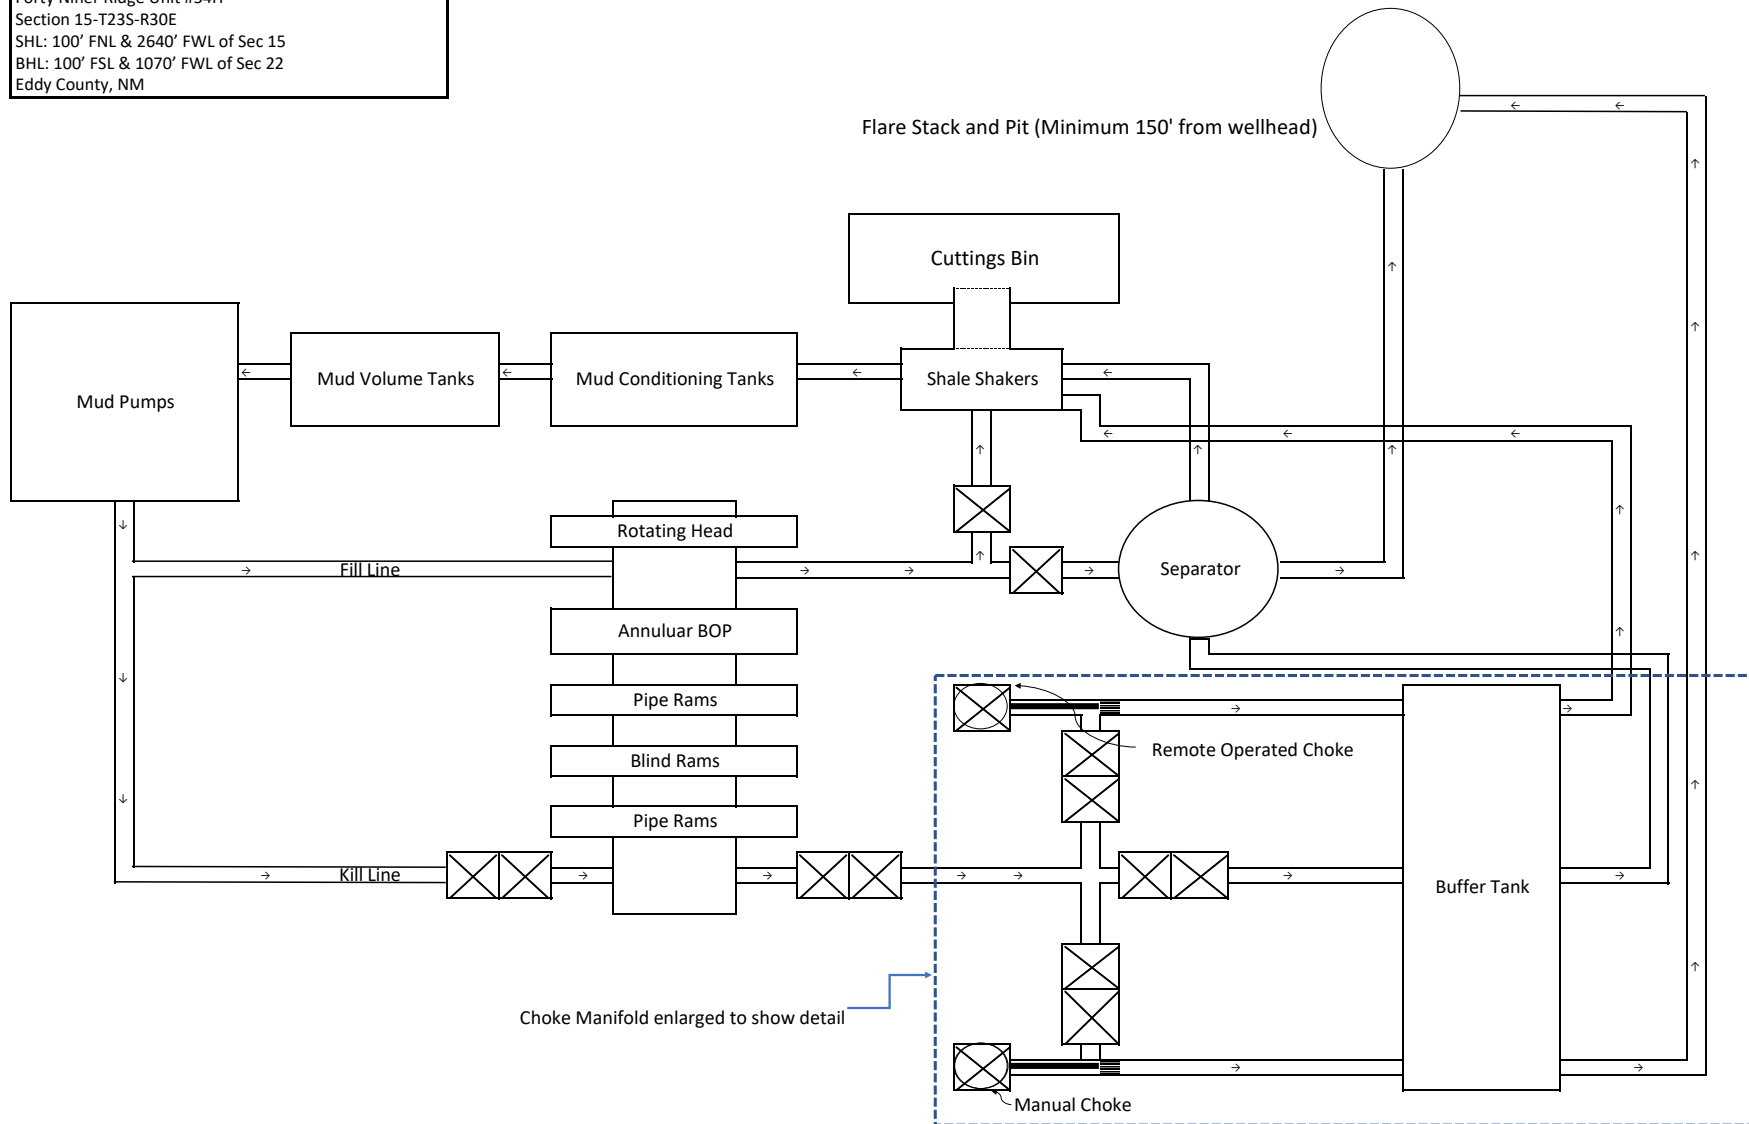 Section 15-T23S-R30E
SHL: 100' FNL & 2640' FWL of Sec 15
BHL: 100' FSL & 1070' FWL of Sec 22
Eddy County, NM
Flare Stack and Pit (Minimum 150' from wellhead)
Cuttings Bin
Mud Pumps
Mud Volume Tanks
Mud Conditioning Tanks
Shale Shakers
Rotating Head
Fill Line
Separator
Annuluar BOP
Pipe Rams
Blind Rams
Remote Operated Choke
Pipe Rams
Kill Line
Buffer Tank
Choke Manifold enlarged to show detail
Manual Choke